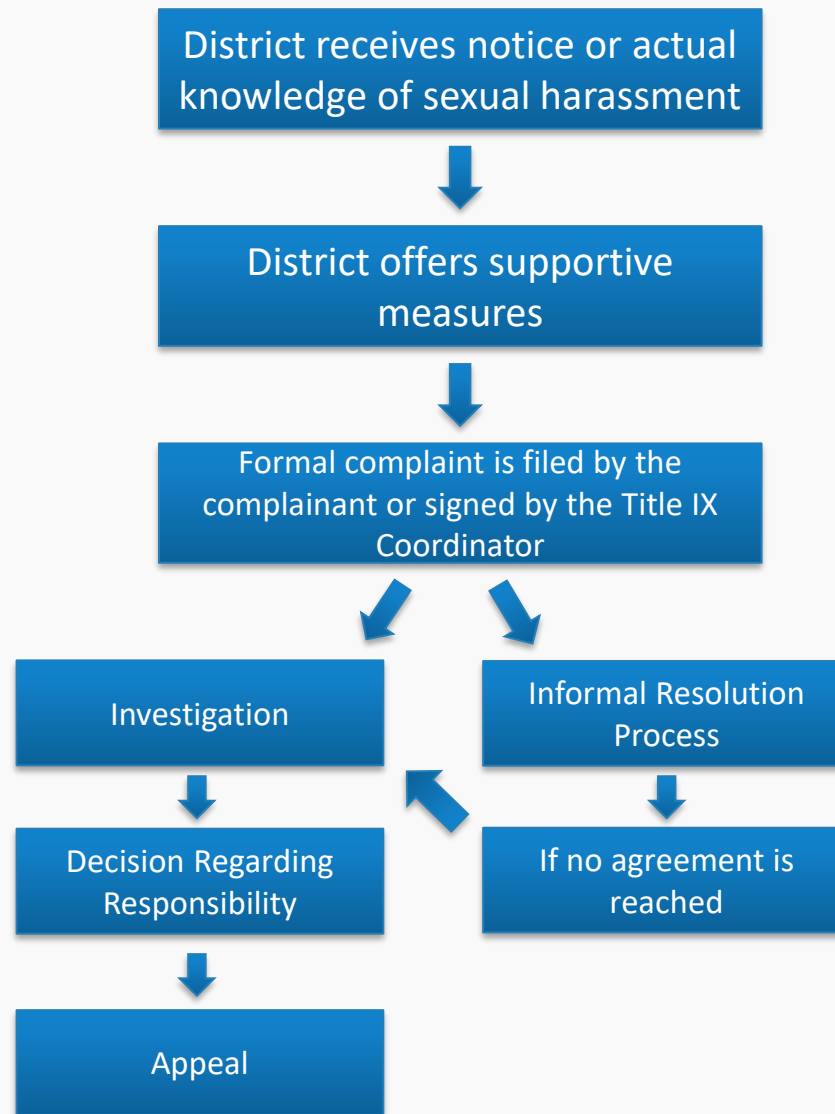 District receives notice or actual
knowledge of sexual harassment
District offers supportive
measures
Formal complaint is filed by the
complainant or signed by the Title IX
Coordinator
Investigation
Informal Resolution
Process
Decision Regarding
Responsibility
If no agreement is
reached
Appeal